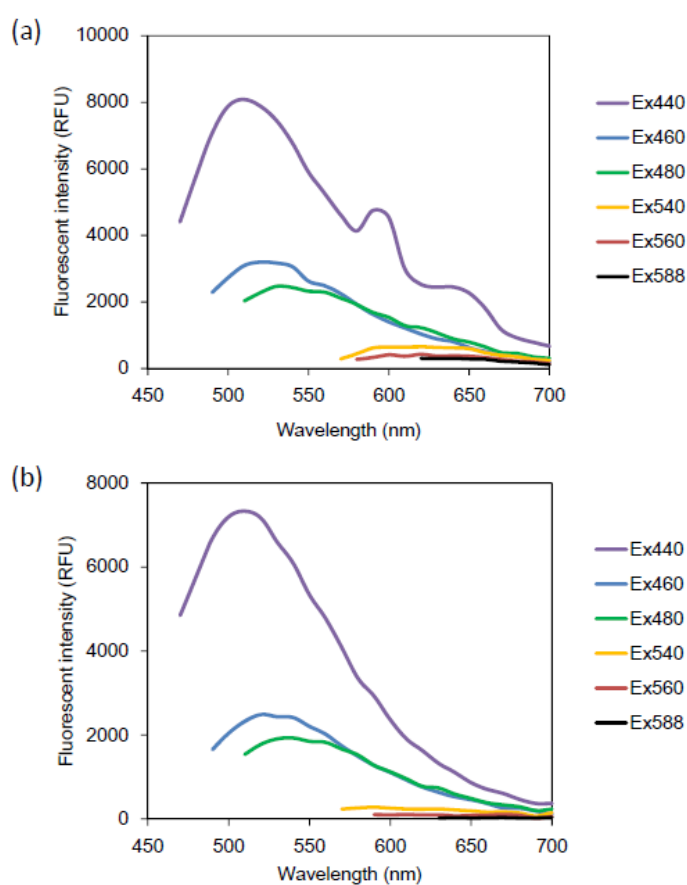 (a)
Fluorescent intensity (RFU)
10000
8000
6000
4000
2000
0
450 500 550 600 650 700
Wavelength (nm)
Ex440
Ex460
Ex480
Ex540
Ex560
Ex588
(b)
Fluorescent intensity (RFU)
8000
6000
4000
2000
0
450 500 550 600 650 700
Wavelength (nm)
Ex440
Ex460
Ex480
Ex540
Ex560
Ex588